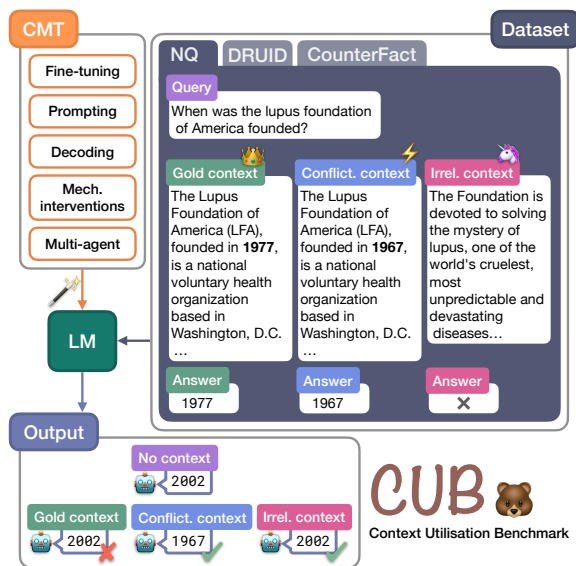 CMT
Fine-tuning
Prompting
Decoding
Mech.
interventions
Multi-agent
LM
Dataset
NQ
DRUID
CounterFact
Query
When was the lupus foundation
of America founded?
Gold context
The Lupus
Foundation of
America (LFA),
founded in 1977,
is a national
voluntary health
organization
based in
Washington, D.C.
...
Answer
1977
Conflict. context
The Lupus
Foundation of
America (LFA),
founded in 1967,
is a national
voluntary health
organization
based in
Washington, D.C.
...
Answer
1967
Irrel. context
The Foundation is
devoted to solving
the mystery of
lupus, one of the
world's cruelest,
most
unpredictable and
devastating
diseases...
Answer
✕
Output
No context
2002
Gold context
2002
Conflict. context
1967
Irrel. context
2002
CUB
Context Utilisation Benchmark